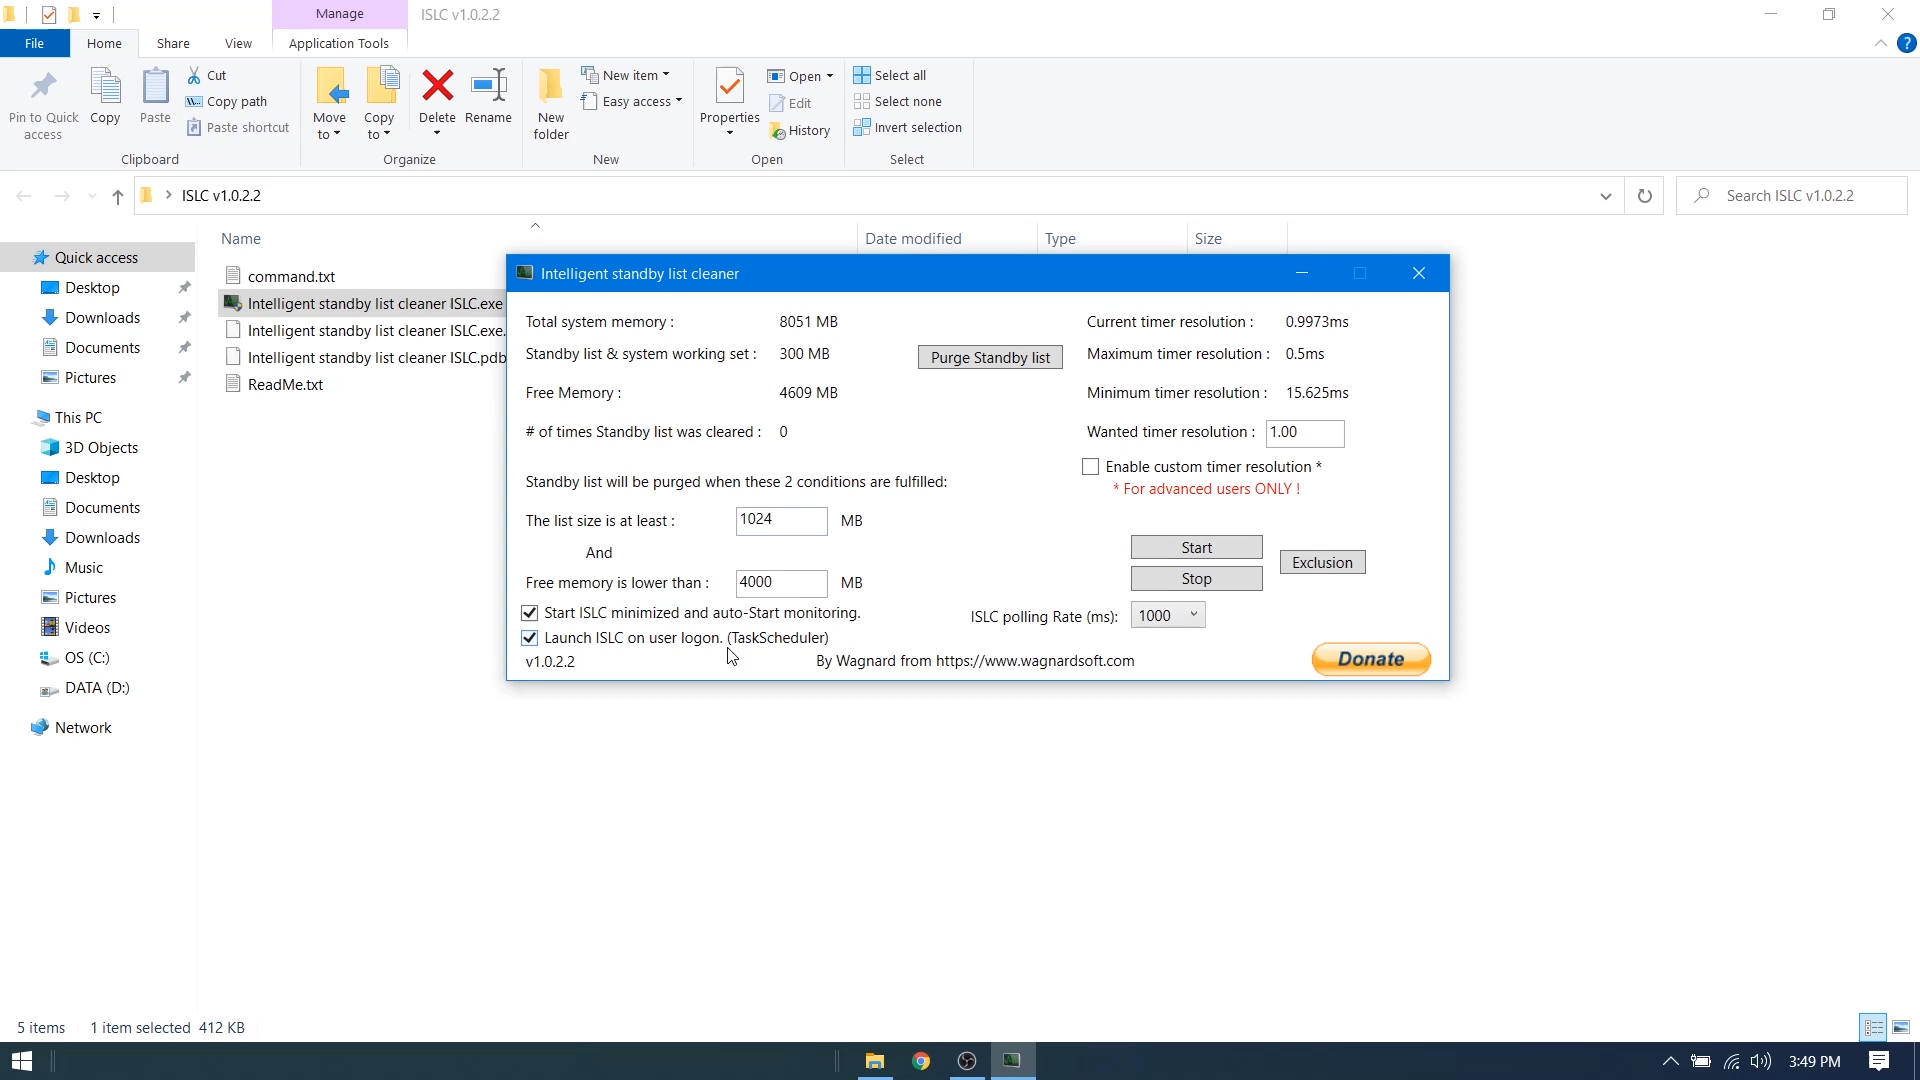 Manage
ISLC v1.0.2.2
File
Home
Share
View
Application Tools
Pin to Quick access
Copy
Paste
Cut
Copy path
Paste shortcut
Clipboard
Move to
Copy to
Delete
Rename
Organize
New folder
New item
Easy access
New
Properties
Open
Edit
History
Open
Select all
Select none
Invert selection
Select
ISLC v1.0.2.2
Search ISLC v1.0.2.2
Name
Date modified
Type
Size
Quick access
Desktop
Downloads
Documents
Pictures
This PC
3D Objects
Desktop
Documents
Downloads
Music
Pictures
Videos
OS (C:)
DATA (D:)
Network
command.txt
Intelligent standby list cleaner ISLC.exe
Intelligent standby list cleaner ISLC.exe.
Intelligent standby list cleaner ISLC.pdb
ReadMe.txt
Intelligent standby list cleaner
Total system memory : 8051 MB
Standby list & system working set : 300 MB
Purge Standby list
Free Memory : 4609 MB
# of times Standby list was cleared : 0
Standby list will be purged when these 2 conditions are fulfilled:
The list size is at least : 1024 MB
And
Free memory is lower than : 4000 MB
Start ISLC minimized and auto-Start monitoring.
Launch ISLC on user logon. (TaskScheduler)
v1.0.2.2
By Wagnard from https://www.wagnardsoft.com
Current timer resolution : 0.9973ms
Maximum timer resolution : 0.5ms
Minimum timer resolution : 15.625ms
Wanted timer resolution : 1.00
Enable custom timer resolution *
* For advanced users ONLY !
Start
Stop
Exclusion
ISLC polling Rate (ms): 1000
Donate
5 items
1 item selected 412 KB
3:49 PM